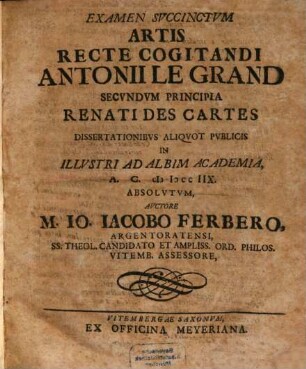 EXAMEN SVCCINCTVM
ARTIS
RECTE COGITANDI
ANTONII LE GRAND
SECVNDVM PRINCIPIA
RENATI DES CARTES
DISSERTATIONIBVS ALIQVOT PVBLICIS
IN
ILLVSTRI AD ALBIM ACADEMIA,
A. C. cIↃ IↃcc IIX.
ABSOLVTVM,
AVCTORE
M. IO. IACOBO FERBERO,
ARGENTORATENSI,
SS. THEOL. CANDIDATO ET AMPLISS. ORD. PHILOS.
VITEMB. ASSESSORE,
VITEMBERGAE SAXONVM,
EX OFFICINA MEYERIANA.